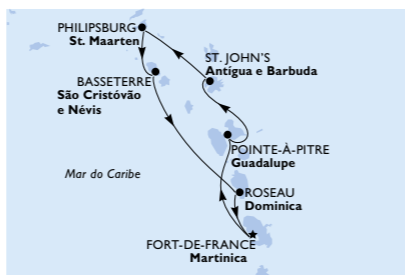 PHILIPSBURG
St. Maarten
ST. JOHN'S
Antígua e Barbuda
BASSETERRE
São Cristóvão
e Névis
POINTE-À-PITRE
Guadalupe
Mar do Caribe
ROSEAU
Dominica
FORT-DE-FRANCE
Martinica